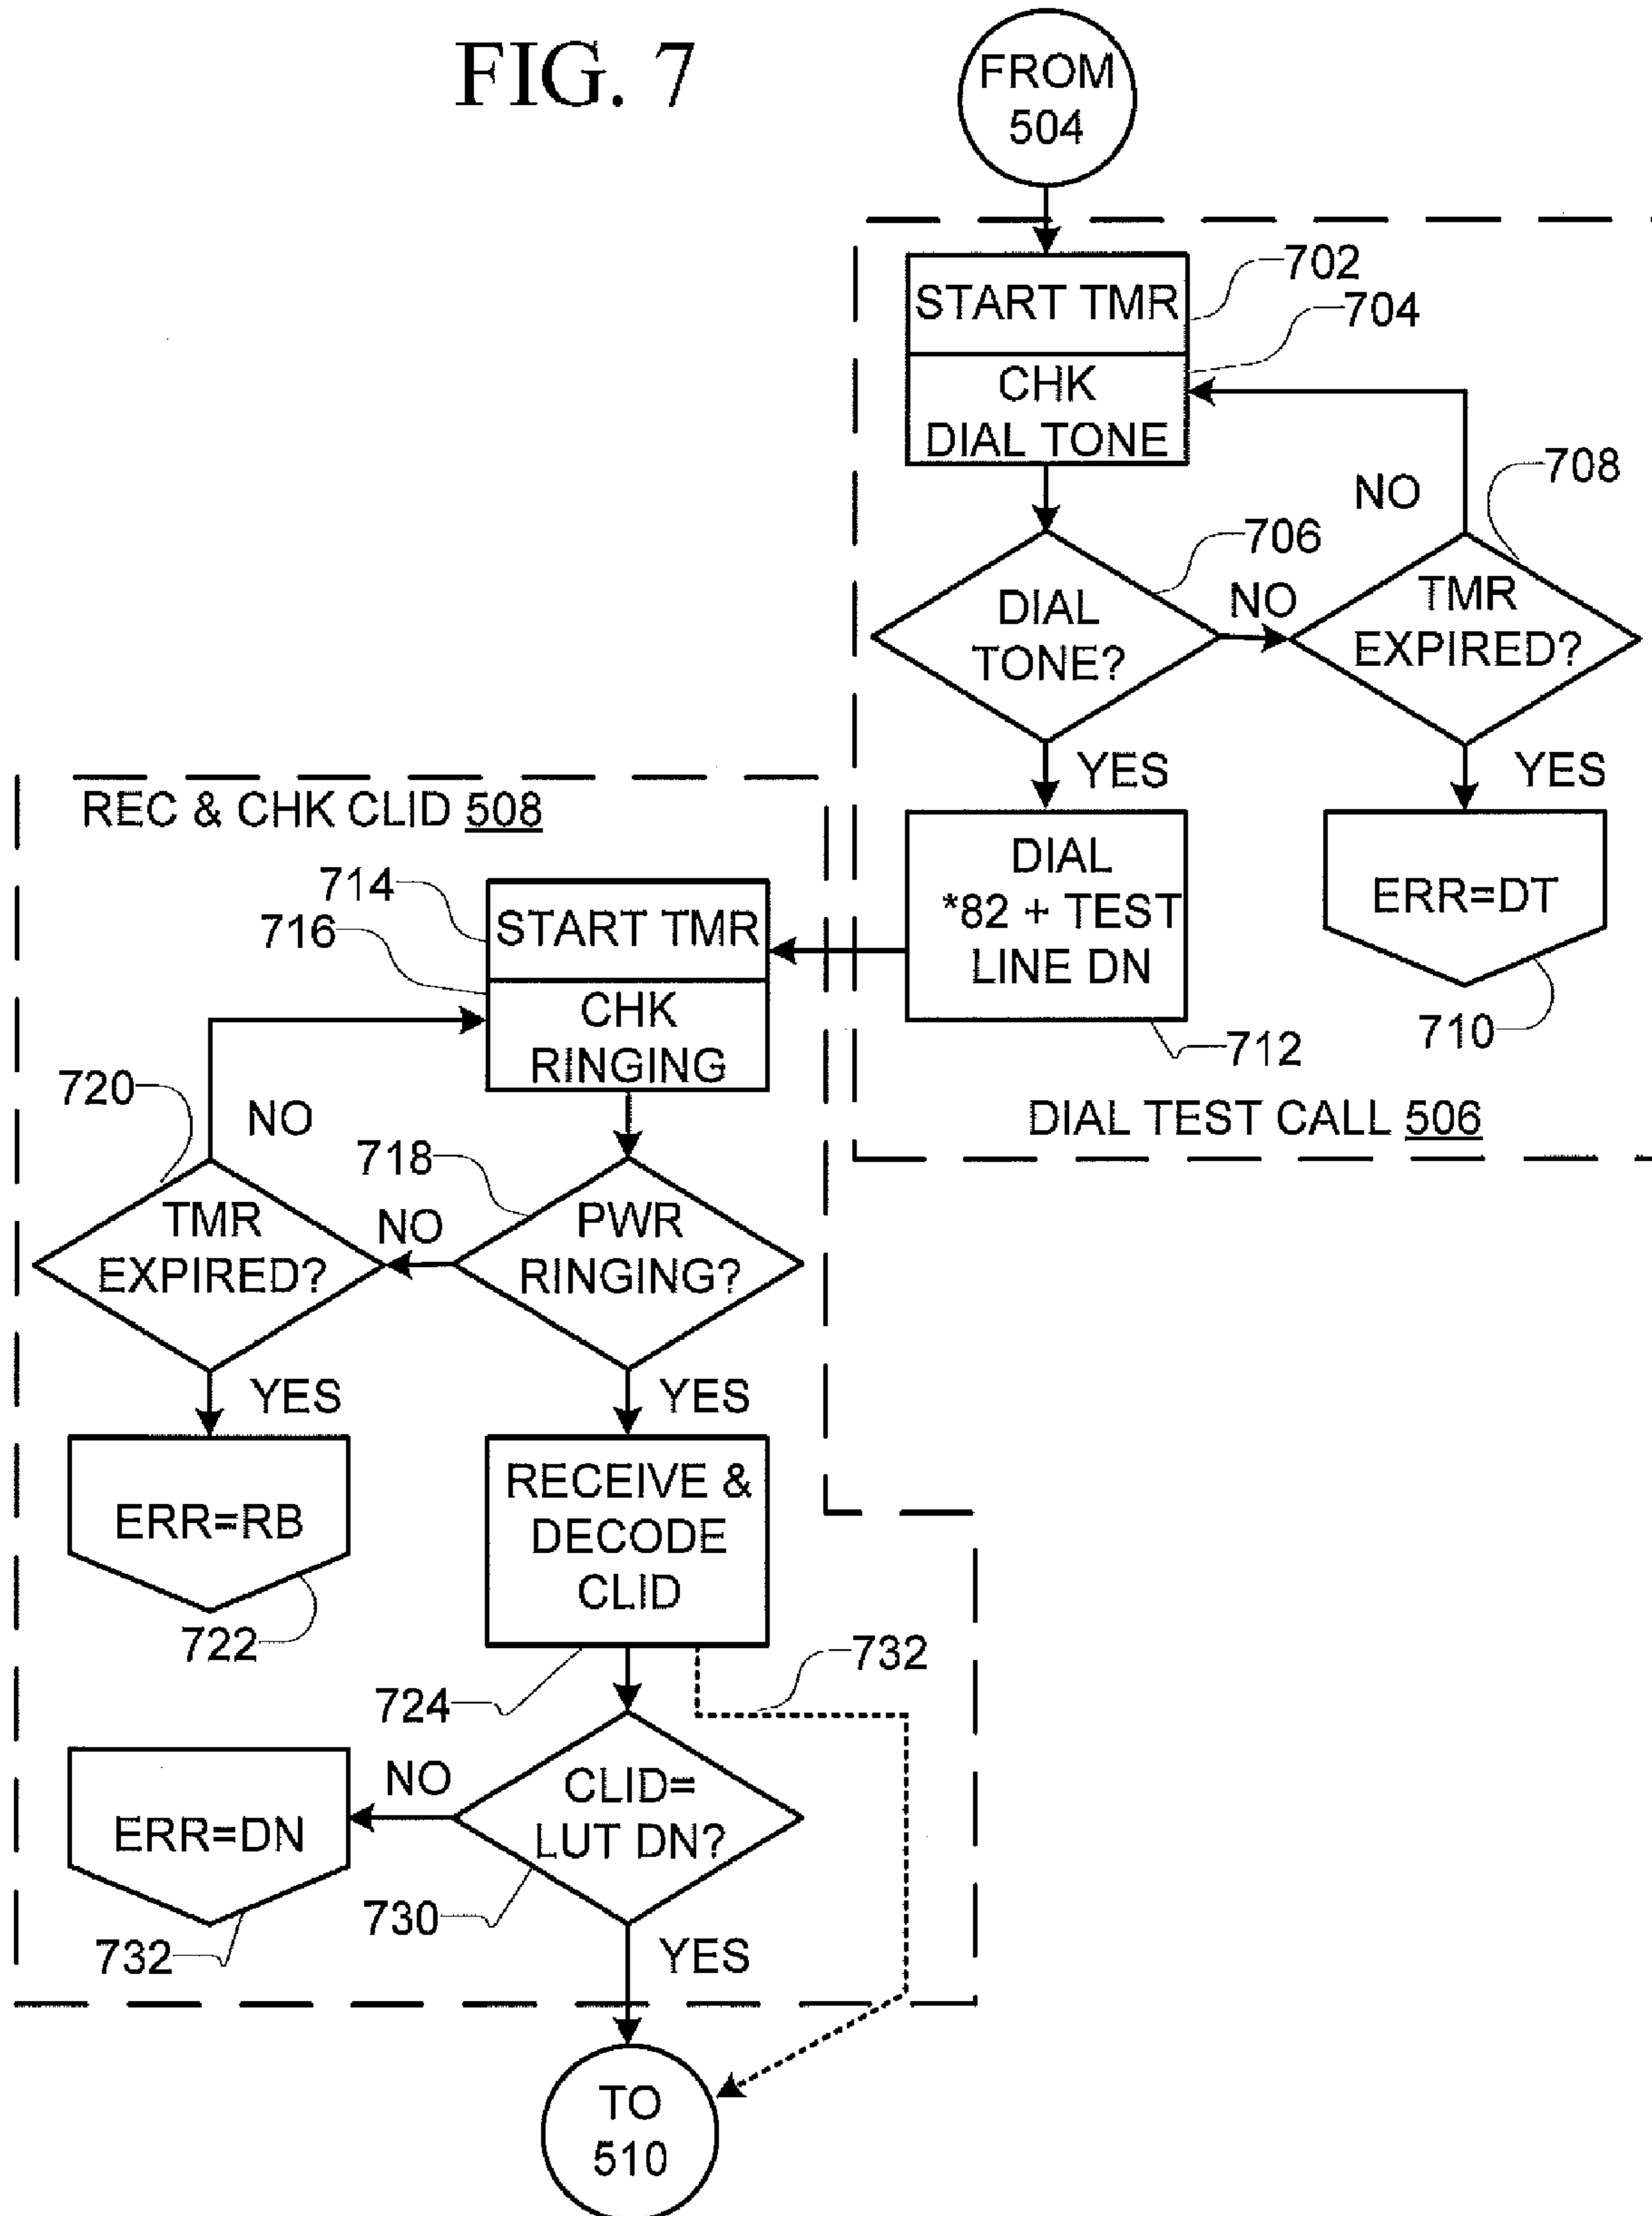 FIG. 7
FROM
504
START TMR
702
CHK
DIAL TONE
704
DIAL
TONE?
706
NO
TMR
EXPIRED?
708
NO
YES
YES
ERR=DT
710
DIAL
*82 + TEST
LINE DN
712
DIAL TEST CALL 506
REC & CHK CLID 508
714
START TMR
716
CHK
RINGING
718
PWR
RINGING?
NO
720
TMR
EXPIRED?
NO
YES
ERR=RB
722
YES
RECEIVE &
DECODE
CLID
724
732
CLID=
LUT DN?
730
NO
ERR=DN
732
YES
TO
510